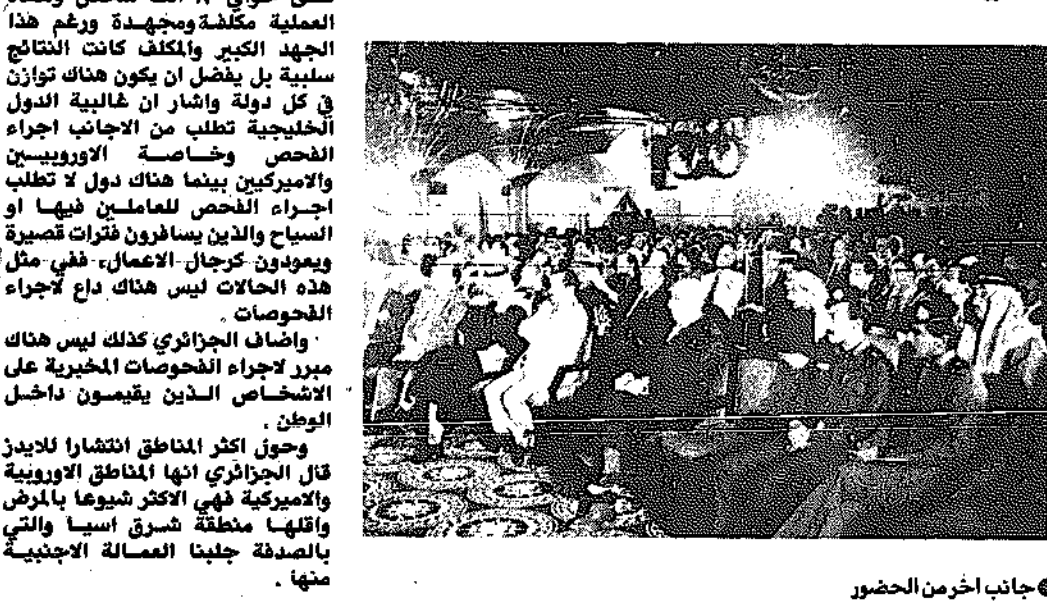 العملية مكلفة ومجهدة ورغم هذا
الجهد الكبير والمكلف كانت النتائج
سلبية بل يفضل ان يكون هناك توازن
في كل دولة واشار ان غالبية الدول
الخليجية تطلب من الاجانب اجراء
الفحص وخاصة الاوروبيين
والاميركيين بينما هناك دول لا تطلب
اجراء الفحص للعاملين فيها او
السياح والذين يسافرون فترات قصيرة
ويعودون كرجال الاعمال، ففي مثل
هذه الحالات ليس هناك داع لاجراء
الفحوصات .
واضاف الجزائري كذلك ليس هناك
مبرر لاجراء الفحوصات المخبرية على
الاشخاص الذين يقيمون داخل
الوطن .
وحول اكثر المناطق انتشارا للايدز
قال الجزائري انها المناطق الاوروبية
والاميركية فهي الاكثر شيوعا بالمرض
واقلها منطقة شرق اسيا والتي
بالصدفة جلبنا العمالة الاجنبية
منها .
● جانب اخر من الحضور